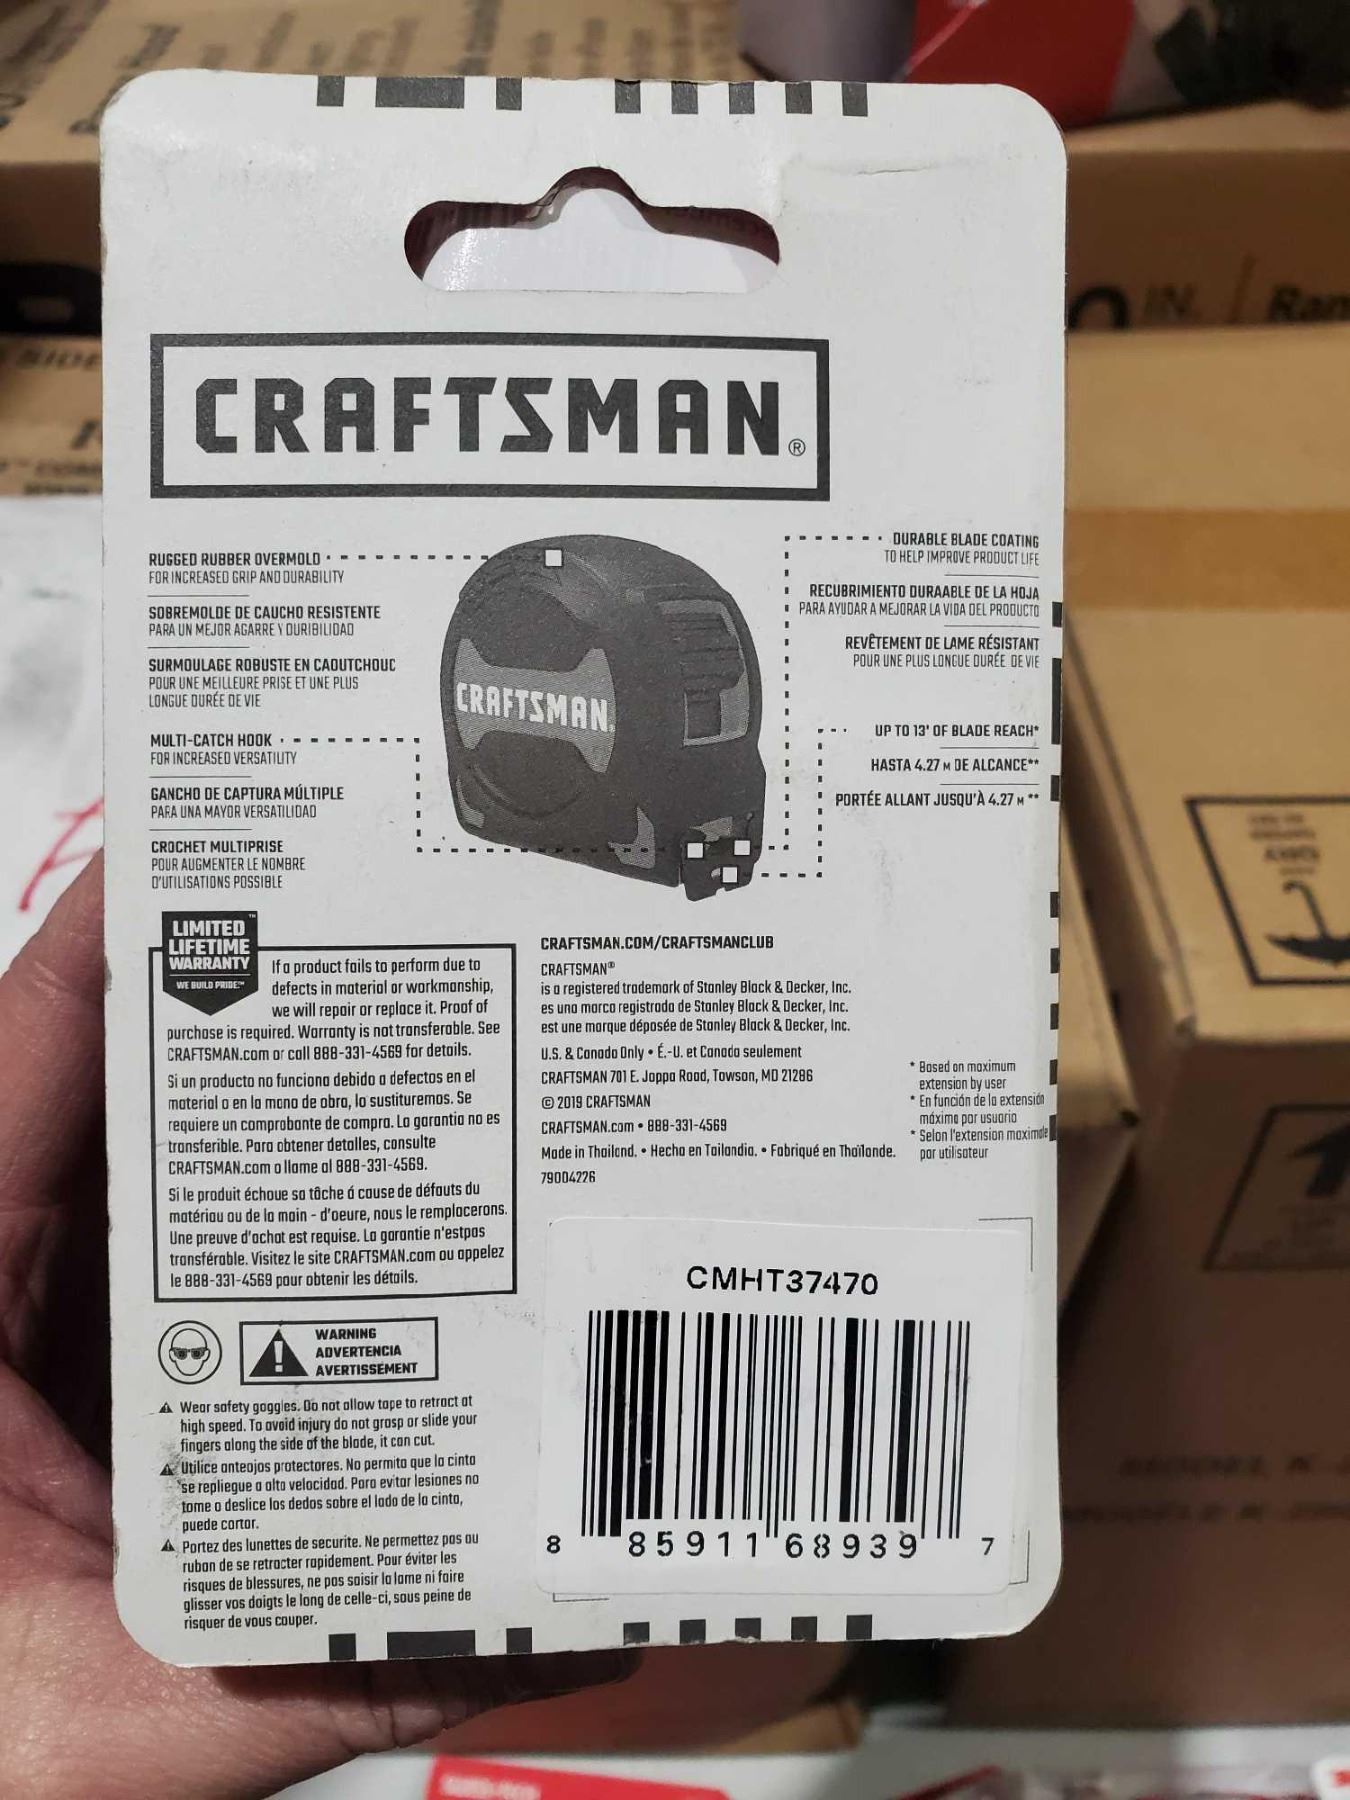 CRAFTSMAN®
RUGGED RUBBER OVERMOLD
FOR INCREASED GRIP AND DURABILITY
SOBREMOLDE DE CAUCHO RESISTENTE
PARA UN MEJOR AGARRE Y DURIBILIDAD
SURMOULAGE ROBUSTE EN CAOUTCHOUC
POUR UNE MEILLEURE PRISE ET UNE PLUS
LONGUE DURÉE DE VIE
MULTI-CATCH HOOK
FOR INCREASED VERSATILITY
GANCHO DE CAPTURA MÚLTIPLE
PARA UNA MAYOR VERSATILIDAD
CROCHET MULTIPRISE
POUR AUGMENTER LE NOMBRE
D'UTILISATIONS POSSIBLE
CRAFTSMAN.
DURABLE BLADE COATING
TO HELP IMPROVE PRODUCT LIFE
RECUBRIMIENTO DURAABLE DE LA HOJA
PARA AYUDAR A MEJORAR LA VIDA DEL PRODUCTO
REVÊTEMENT DE LAME RÉSISTANT
POUR UNE PLUS LONGUE DURÉE DE VIE
UP TO 13' OF BLADE REACH*
HASTA 4.27 M DE ALCANCE**
PORTÉE ALLANT JUSQU'À 4.27 M **
LIMITED
LIFETIME
WARRANTY
WE BUILD PRIDE™
™
If a product fails to perform due to
defects in material or workmanship,
we will repair or replace it. Proof of
purchase is required. Warranty is not transferable. See
CRAFTSMAN.com or call 888-331-4569 for details.
Si un producto no funciona debido a defectos en el
material o en la mano de obra, lo sustituremos. Se
requiere un comprobante de compra. La garantia no es
transferible. Para obtener detalles, consulte
CRAFTSMAN.com o llame al 888-331-4569.
Si le produit échoue sa tâche á cause de défauts du
matériau ou de la main - d'oeure, nous le remplacerons.
Une preuve d'achat est requise. La garantie n'estpas
transférable. Visitez le site CRAFTSMAN.com ou appelez
le 888-331-4569 pour obtenir les détails.
CRAFTSMAN.COM/CRAFTSMANCLUB
CRAFTSMAN®
is a registered trademark of Stanley Black & Decker, Inc.
es una marca registrada de Stanley Black & Decker, Inc.
est une marque déposée de Stanley Black & Decker, Inc.
U.S. & Canada Only • É.-U. et Canada seulement
CRAFTSMAN 701 E. Joppa Road, Towson, MD 21286
© 2019 CRAFTSMAN
CRAFTSMAN.com • 888-331-4569
Made in Thailand. • Hecho en Tailandia. • Fabriqué en Thaïlande.
79004226
* Based on maximum
extension by user
* En función de la extensión
máxima por usuario
* Selon l'extension maximale
par utilisateur
WARNING
ADVERTENCIA
AVERTISSEMENT
Wear safety goggles. Do not allow tape to retract at
high speed. To avoid injury do not grasp or slide your
fingers along the side of the blade, it can cut.
Utilice anteojos protectores. No permita que la cinta
se repliegue a alta velocidad. Para evitar lesiones no
tome o deslice los dedos sobre el lado de la cinta,
puede cortar.
Portez des lunettes de securite. Ne permettez pas au
ruban de se retracter rapidement. Pour éviter les
risques de blessures, ne pas saisir la lame ni faire
glisser vos doigts le long de celle-ci, sous peine de
risquer de vous couper.
CMHT37470
8 85911 68939 7
IN.
Ran